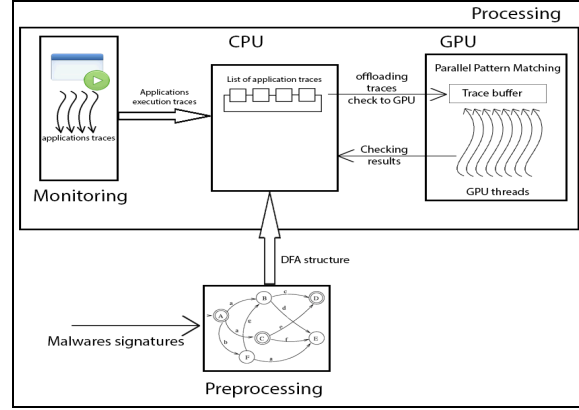 Processing
CPU
GPU
Applications
execution traces
List of application traces
offloading
traces
check to GPU
Parallel Pattern Matching
Trace buffer
applications traces
Checking
results
GPU threads
Monitoring
DFA structure
Malwares signatures
A
B
C
D
E
F
a
a
b
c
d
e
f
a
Preprocessing